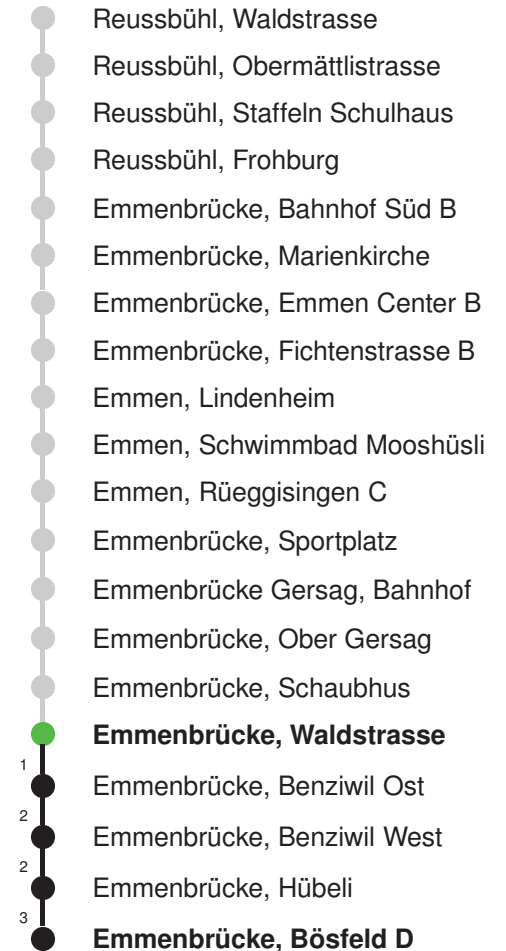 Reussbühl, Waldstrasse
Reussbühl, Obermättlistrasse
Reussbühl, Staffeln Schulhaus
Reussbühl, Frohburg
Emmenbrücke, Bahnhof Süd B
Emmenbrücke, Marienkirche
Emmenbrücke, Emmen Center B
Emmenbrücke, Fichtenstrasse B
Emmen, Lindenheim
Emmen, Schwimmbad Mooshüsli
Emmen, Rüeggisingen C
Emmenbrücke, Sportplatz
Emmenbrücke Gersag, Bahnhof
Emmenbrücke, Ober Gersag
Emmenbrücke, Schaubhus
Emmenbrücke, Waldstrasse
1
Emmenbrücke, Benziwil Ost
2
Emmenbrücke, Benziwil West
2
Emmenbrücke, Hübeli
3
Emmenbrücke, Bösfeld D